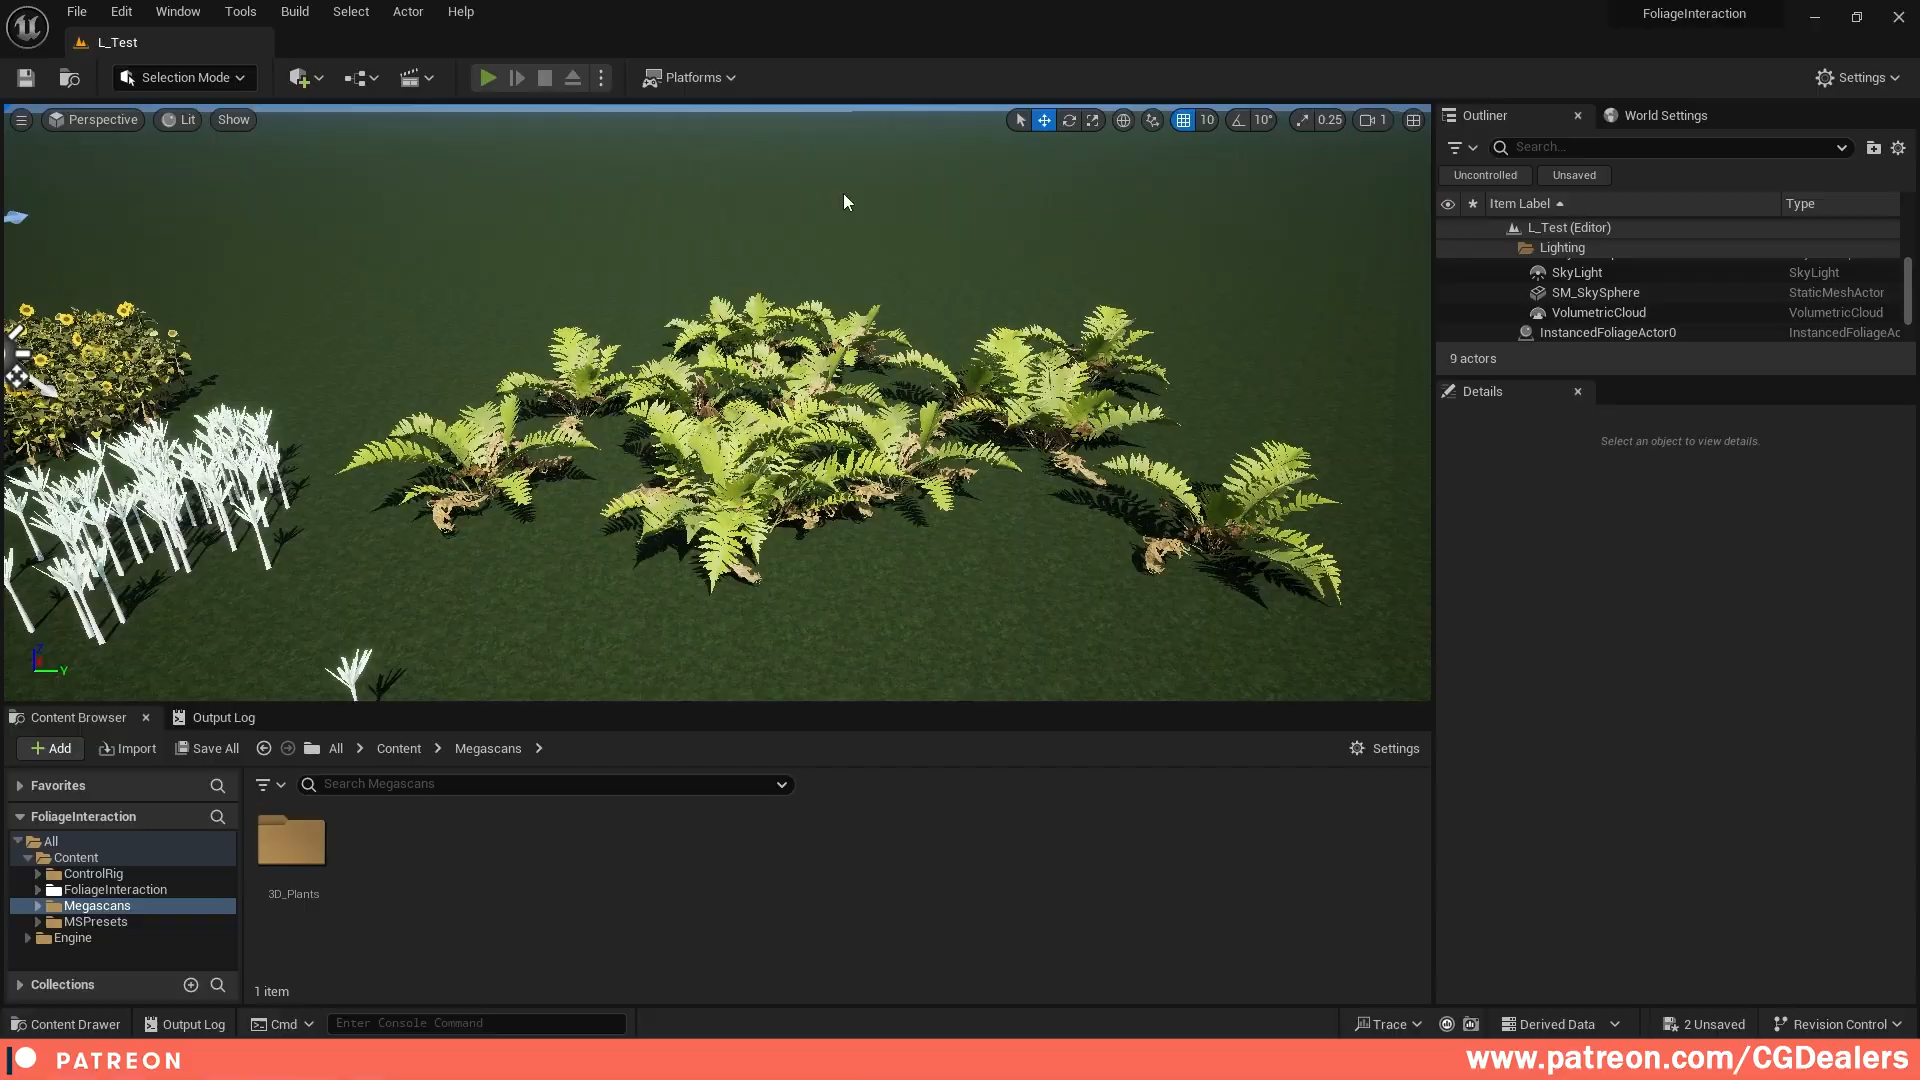 File Edit Window Tools Build Select Actor Help
FoliageInteraction
L_Test
Selection Mode
Platforms
Settings
Perspective Lit Show
10 10° 0.25 1
Outliner World Settings
Search...
Uncontrolled Unsaved
Item Label Type
L_Test (Editor)
Lighting
SkyLight SkyLight
SM_SkySphere StaticMeshActor
VolumetricCloud VolumetricCloud
InstancedFoliageActor0 InstancedFoliageAc
9 actors
Details
Select an object to view details.
Z
Y
Content Browser Output Log
Add Import Save All All Content Megascans Settings
Favorites
Search Megascans
FoliageInteraction
All
Content
ControlRig
FoliageInteraction
Megascans
MSPresets
Engine
3D_Plants
Collections
1 item
Content Drawer Output Log Cmd Enter Console Command Trace Derived Data 2 Unsaved Revision Control
PATREON www.patreon.com/CGDealers